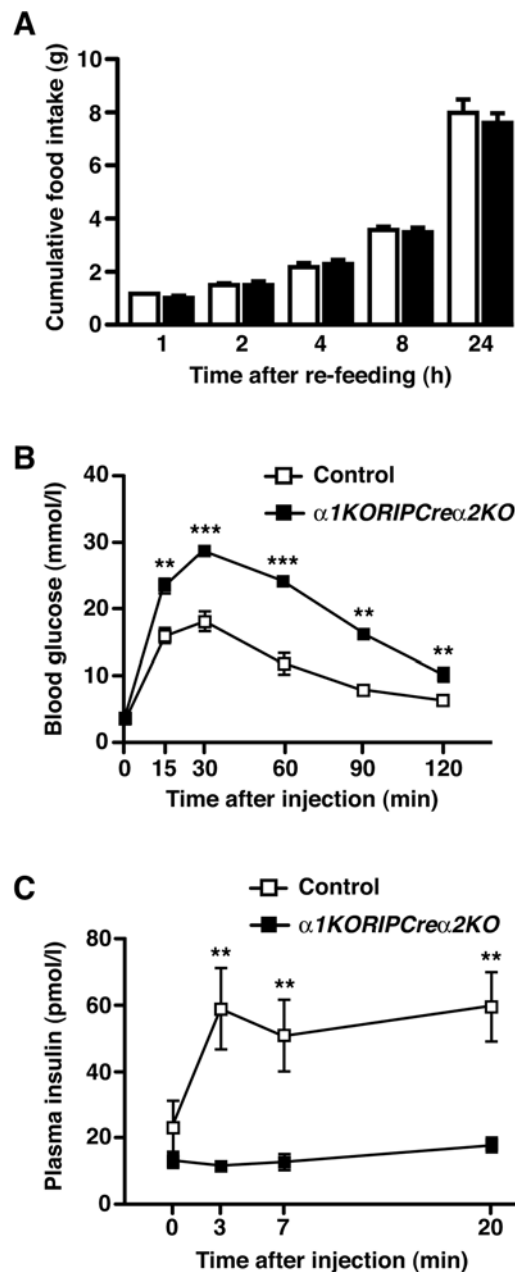 A
Cumulative food intake (g)
10
8
6
4
2
0
1 2 4 8 24
Time after re-feeding (h)
B
Control
α1KORIPCreα2KO
Blood glucose (mmol/l)
40
30
20
10
0
** *** *** ** **
0 15 30 60 90 120
Time after injection (min)
C
Control
α1KORIPCreα2KO
Plasma insulin (pmol/l)
80
60
40
20
0
** ** **
0 3 7 20
Time after injection (min)